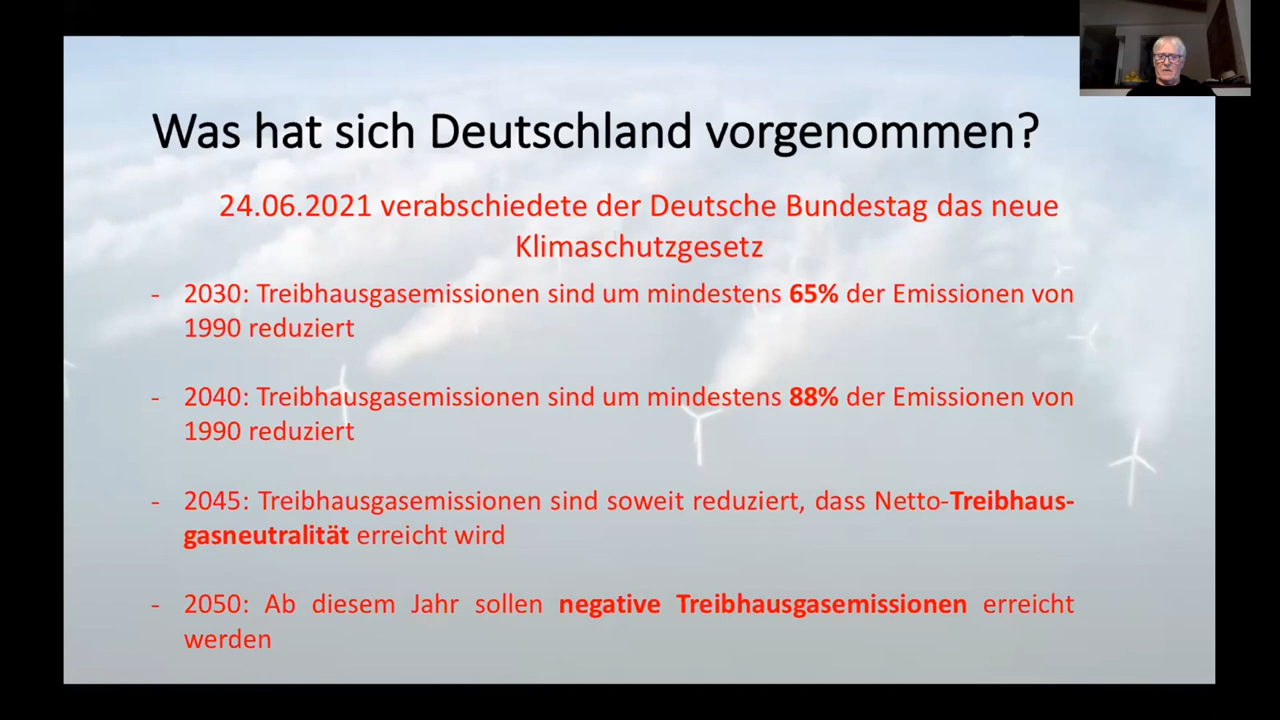 Was hat sich Deutschland vorgenommen?
24.06.2021 verabschiedete der Deutsche Bundestag das neue
Klimaschutzgesetz
- 2030: Treibhausgasemissionen sind um mindestens 65% der Emissionen von
1990 reduziert
- 2040: Treibhausgasemissionen sind um mindestens 88% der Emissionen von
1990 reduziert
- 2045: Treibhausgasemissionen sind soweit reduziert, dass Netto-Treibhaus-
gasneutralität erreicht wird
- 2050: Ab diesem Jahr sollen negative Treibhausgasemissionen erreicht
werden